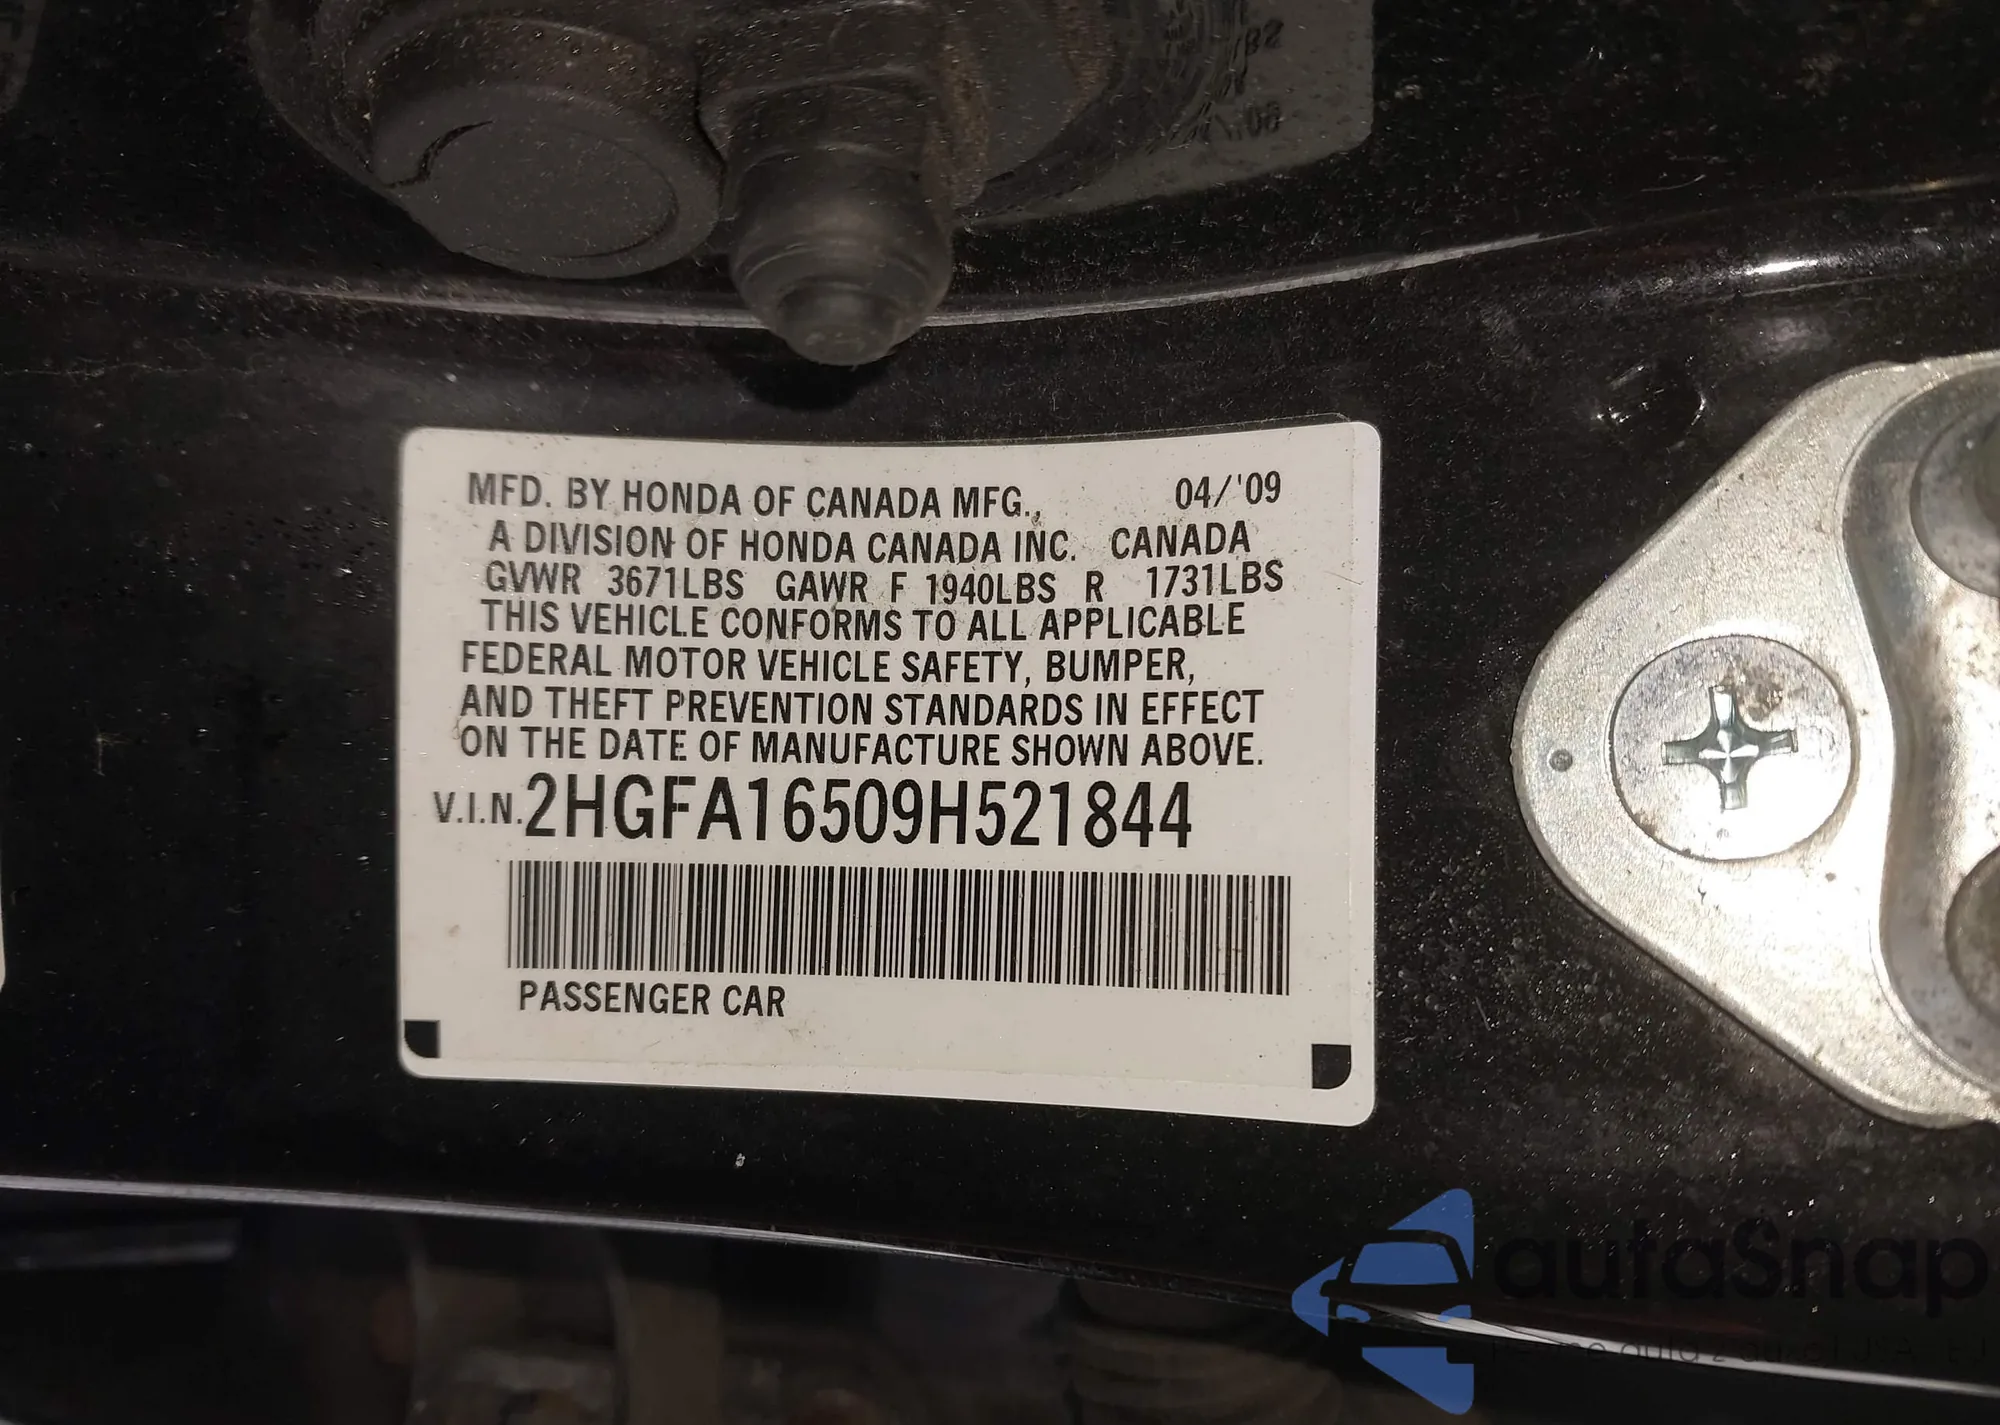 MFD. BY HONDA OF CANADA MFG., 04/'09
A DIVISION OF HONDA CANADA INC. CANADA
GVWR 3671LBS GAWR F 1940LBS R 1731LBS
THIS VEHICLE CONFORMS TO ALL APPLICABLE
FEDERAL MOTOR VEHICLE SAFETY, BUMPER,
AND THEFT PREVENTION STANDARDS IN EFFECT
ON THE DATE OF MANUFACTURE SHOWN ABOVE.
V.I.N. 2HGFA16509H521844
PASSENGER CAR
autoSnap